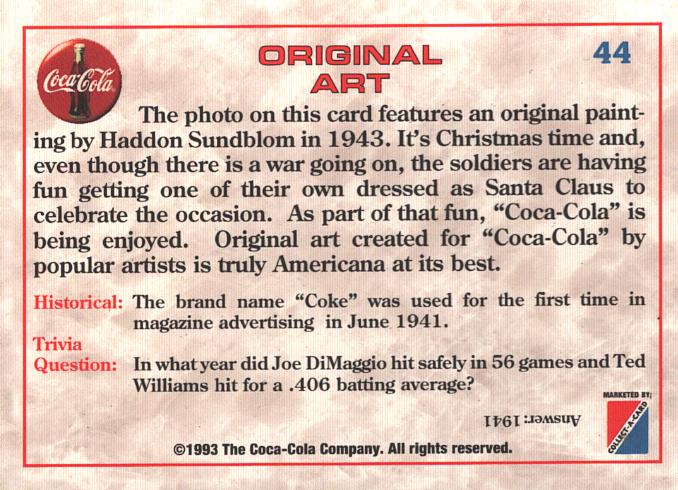 Coca-Cola
ORIGINAL
ART
44
The photo on this card features an original paint-
ing by Haddon Sundblom in 1943. It's Christmas time and,
even though there is a war going on, the soldiers are having
fun getting one of their own dressed as Santa Claus to
celebrate the occasion. As part of that fun, “Coca-Cola” is
being enjoyed. Original art created for “Coca-Cola” by
popular artists is truly Americana at its best.
Historical: The brand name “Coke” was used for the first time in
magazine advertising in June 1941.
Trivia
Question: In what year did Joe DiMaggio hit safely in 56 games and Ted
Williams hit for a .406 batting average?
Answer: 1941
MARKETED BY;
COLLECT-A-CARD
©1993 The Coca-Cola Company. All rights reserved.